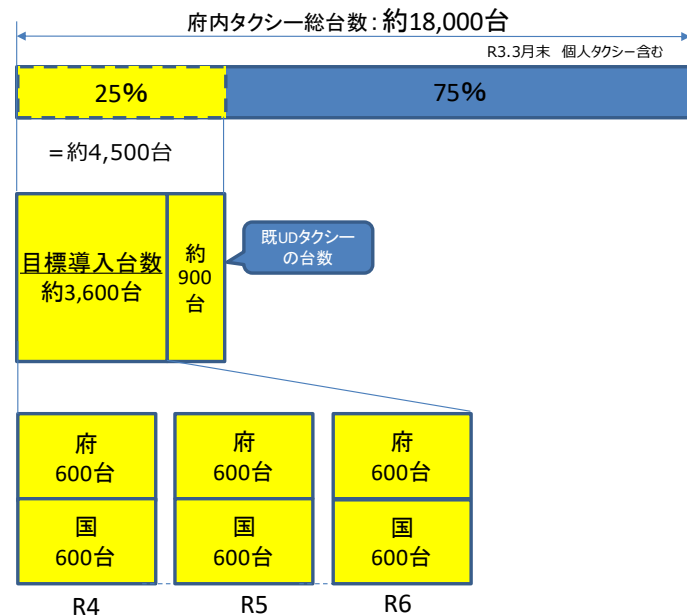 府内タクシー総台数：約18,000台
R3.3月末　個人タクシー含む
25%
75%
＝約4,500台
目標導入台数
約3,600台
約
900
台
既UDタクシー
の台数
府
600台
府
600台
府
600台
国
600台
国
600台
国
600台
R4
R5
R6